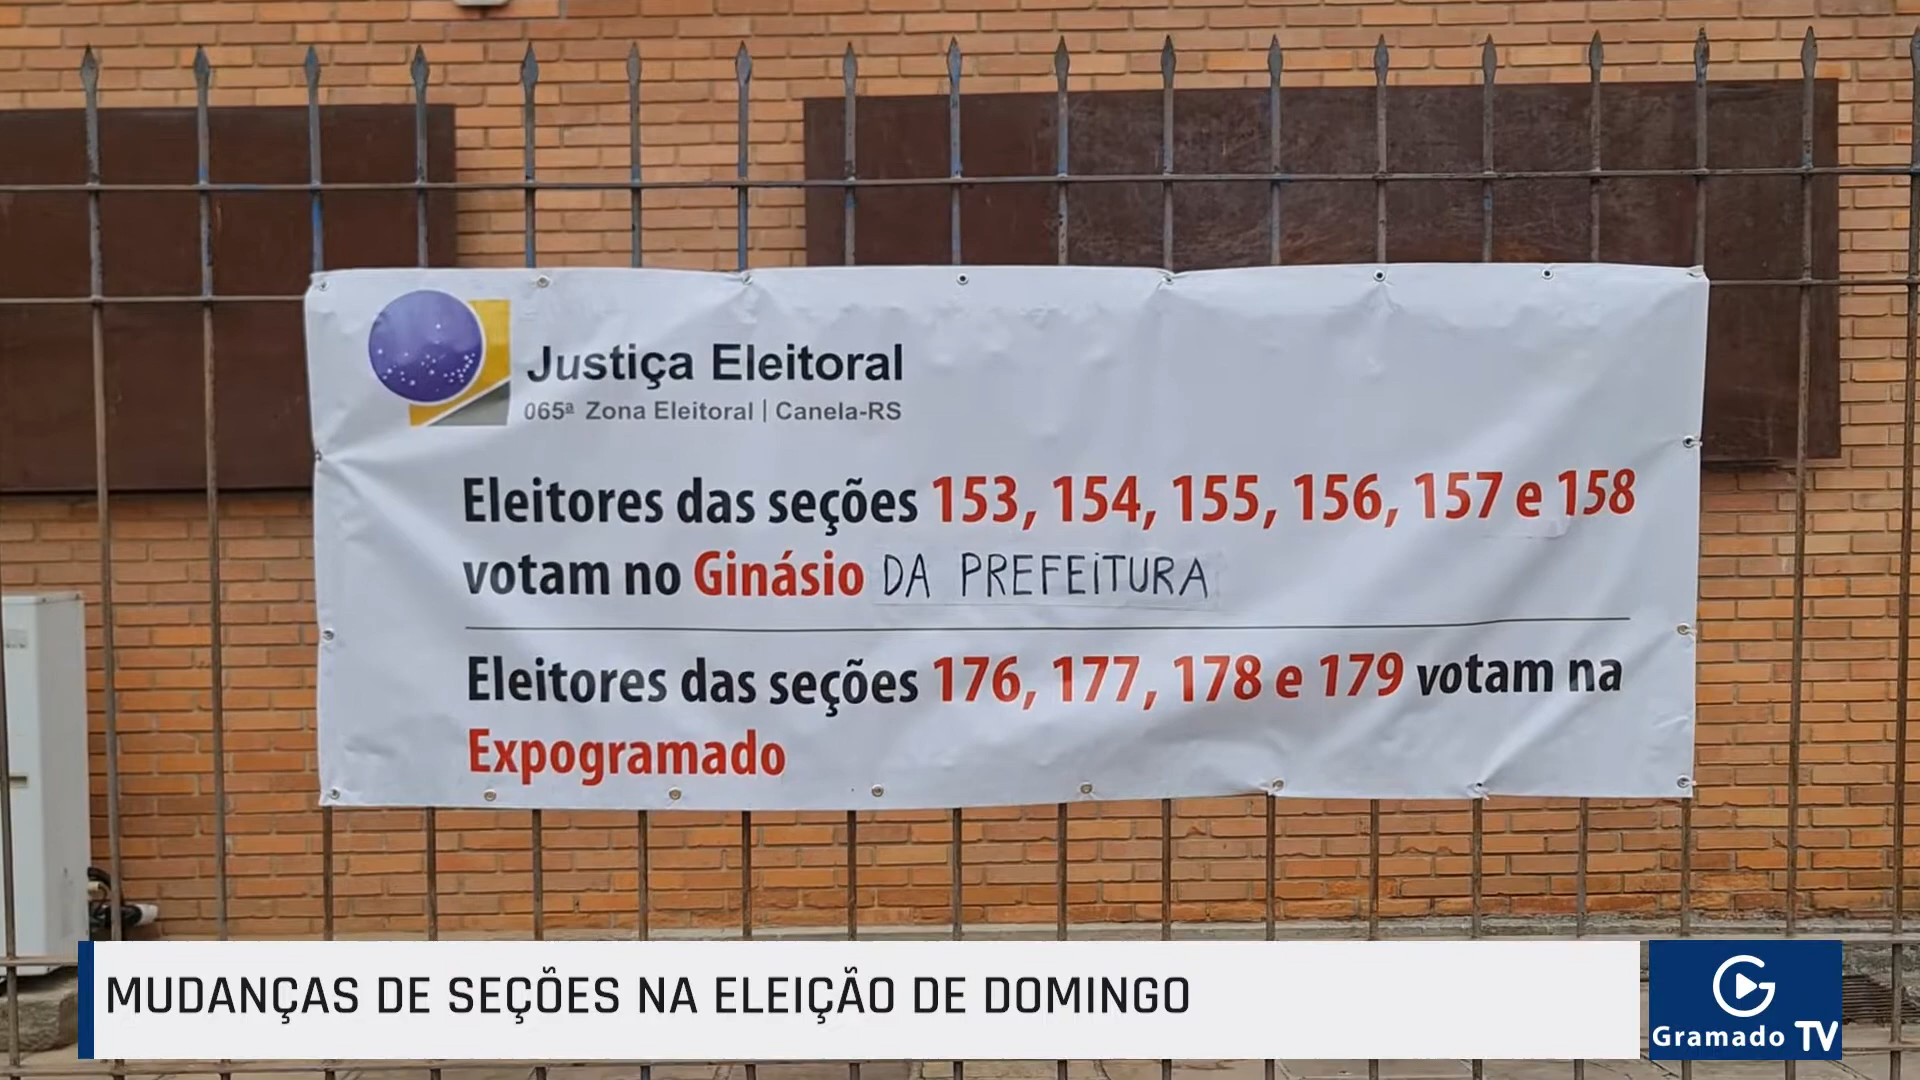 Justiça Eleitoral
065ª Zona Eleitoral | Canela-RS
Eleitores das seções 153, 154, 155, 156, 157 e 158
votam no Ginásio DA PREFEITURA
Eleitores das seções 176, 177, 178 e 179 votam na
Expogramado
MUDANÇAS DE SEÇÕES NA ELEIÇÃO DE DOMINGO
Gramado TV